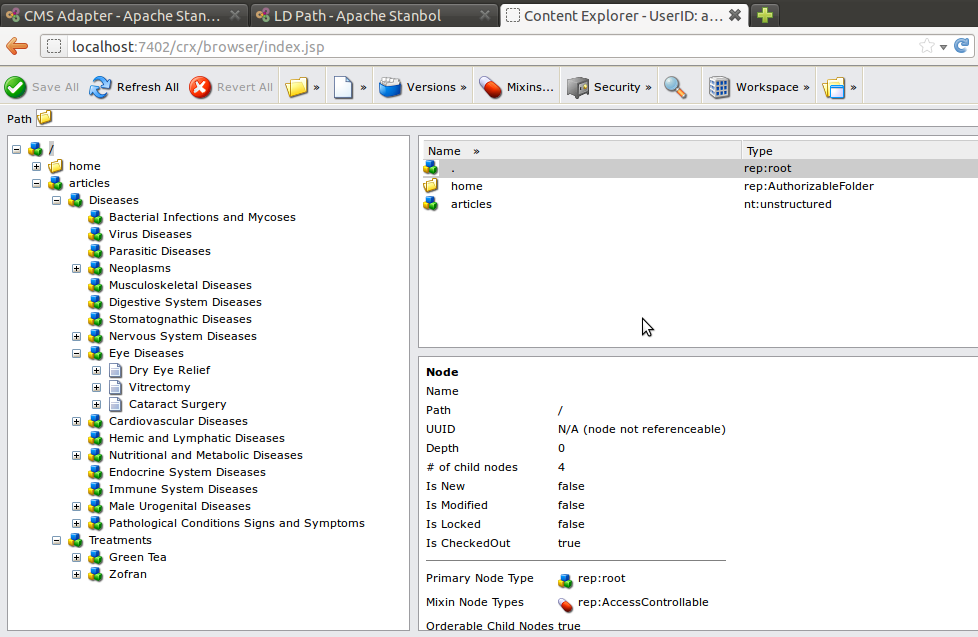 CMS Adapter - Apache Stan... LD Path - Apache Stanbol Content Explorer - UserID: a...
localhost:7402/crx/browser/index.jsp
Save All Refresh All Revert All » » Versions » Mixins... Security » Workspace » »
Path
/
home
articles
Diseases
Bacterial Infections and Mycoses
Virus Diseases
Parasitic Diseases
Neoplasms
Musculoskeletal Diseases
Digestive System Diseases
Stomatognathic Diseases
Nervous System Diseases
Eye Diseases
Dry Eye Relief
Vitrectomy
Cataract Surgery
Cardiovascular Diseases
Hemic and Lymphatic Diseases
Nutritional and Metabolic Diseases
Endocrine System Diseases
Immune System Diseases
Male Urogenital Diseases
Pathological Conditions Signs and Symptoms
Treatments
Green Tea
Zofran
Name » Type
. rep:root
home rep:AuthorizableFolder
articles nt:unstructured
Node
Name
Path /
UUID N/A (node not referenceable)
Depth 0
# of child nodes 4
Is New false
Is Modified false
Is Locked false
Is CheckedOut true
Primary Node Type rep:root
Mixin Node Types rep:AccessControllable
Orderable Child Nodes true